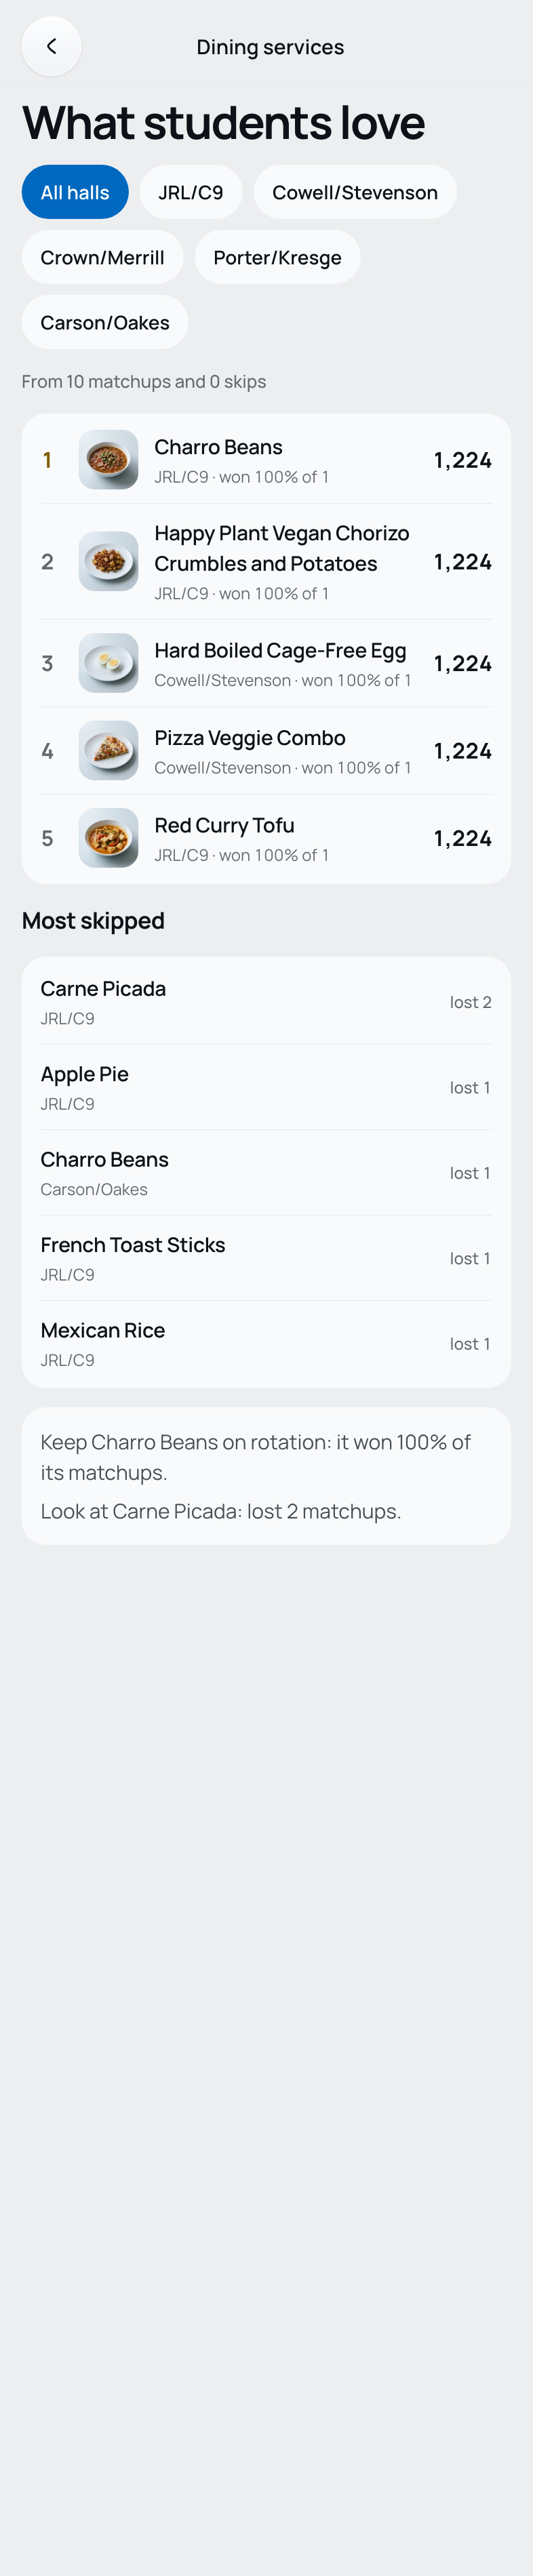 Dining services
What students love
All halls
JRL/C9
Cowell/Stevenson
Crown/Merrill
Porter/Kresge
Carson/Oakes
From 10 matchups and 0 skips
1
Charro Beans
JRL/C9 · won 100% of 1
1,224
2
Happy Plant Vegan Chorizo
Crumbles and Potatoes
JRL/C9 · won 100% of 1
1,224
3
Hard Boiled Cage-Free Egg
Cowell/Stevenson · won 100% of 1
1,224
4
Pizza Veggie Combo
Cowell/Stevenson · won 100% of 1
1,224
5
Red Curry Tofu
JRL/C9 · won 100% of 1
1,224
Most skipped
Carne Picada
JRL/C9
lost 2
Apple Pie
JRL/C9
lost 1
Charro Beans
Carson/Oakes
lost 1
French Toast Sticks
JRL/C9
lost 1
Mexican Rice
JRL/C9
lost 1
Keep Charro Beans on rotation: it won 100% of
its matchups.
Look at Carne Picada: lost 2 matchups.